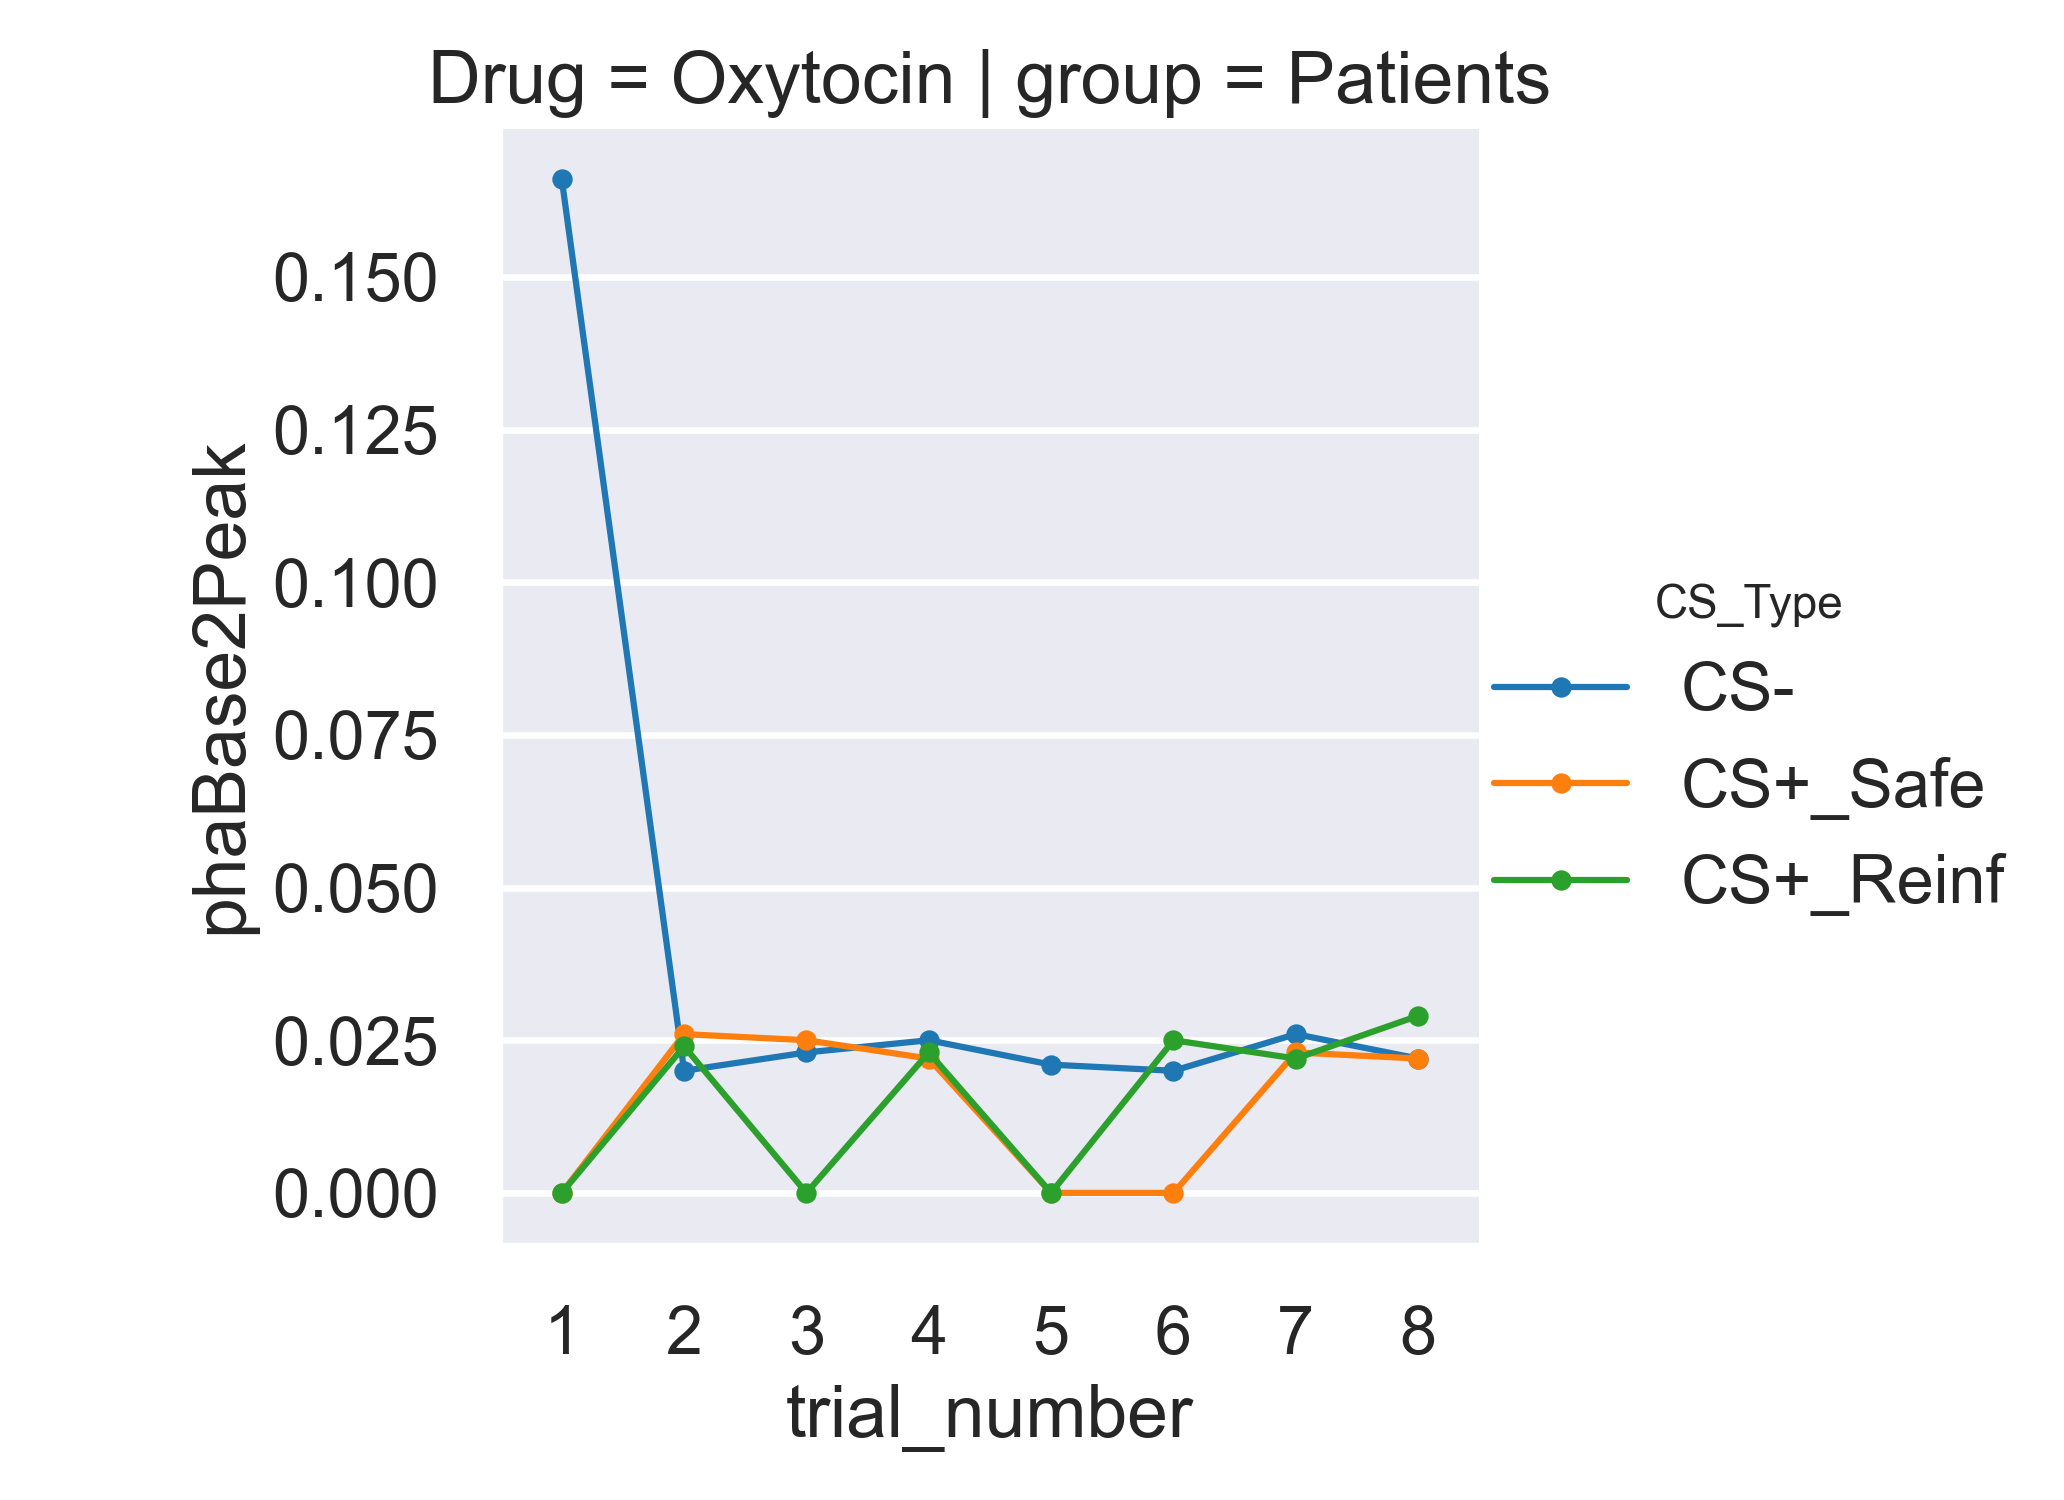 Drug = Oxytocin | group = Patients
phaBase2Peak
0.150
0.125
0.100
0.075
0.050
0.025
0.000
1 2 3 4 5 6 7 8
trial_number
CS_Type
CS-
CS+_Safe
CS+_Reinf